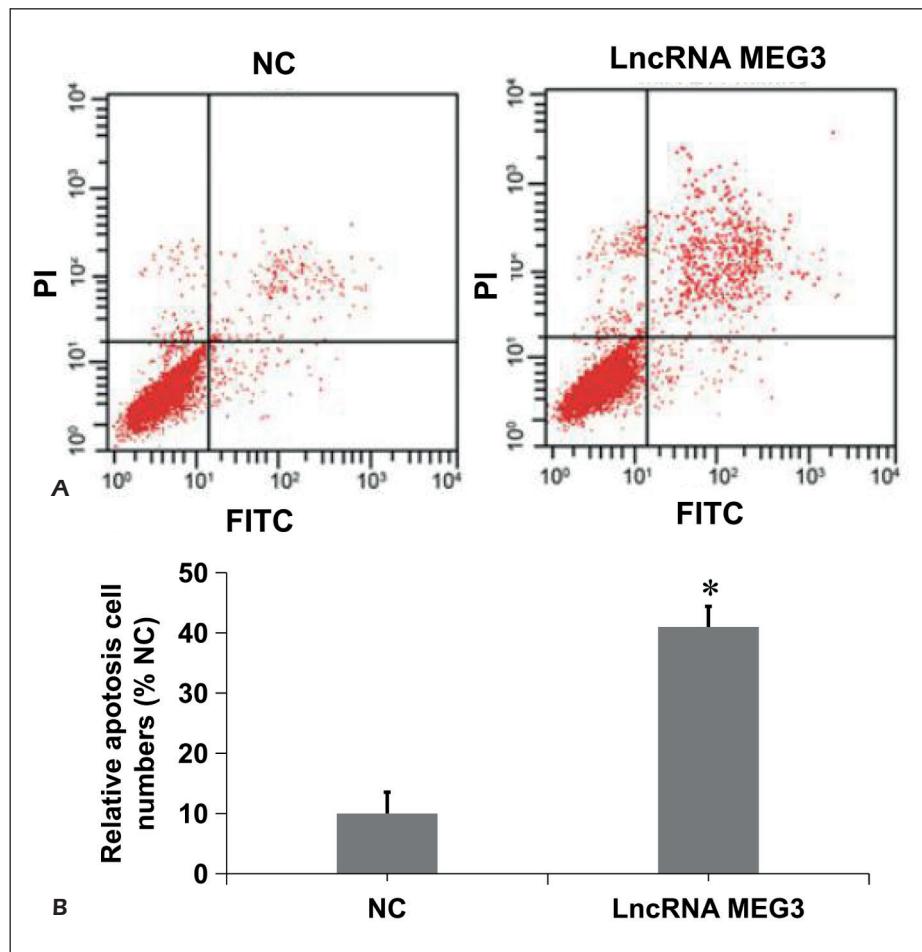 NC
LncRNA MEG3
10⁴
10³
10²
10¹
10⁰
PI
10⁰ 10¹ 10² 10³ 10⁴
FITC
10⁴
10³
10¹
10⁰
PI
10⁰ 10¹ 10² 10³ 10⁴
FITC
A
Relative apotosis cell
numbers (% NC)
50
40
30
20
10
0
*
NC
LncRNA MEG3
B